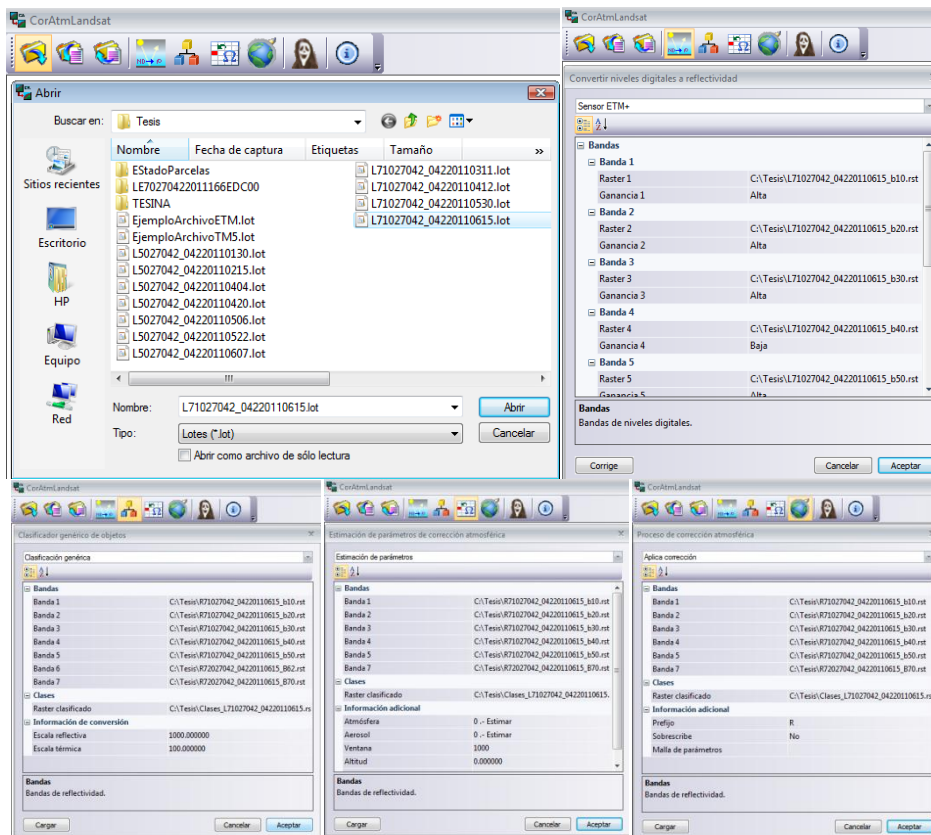 CorAtmLandsat
Abrir
Buscar en: Tesis
Nombre Fecha de captura Etiquetas Tamaño »
Sitios recientes
Escritorio
HP
Equipo
Red
EStadoParcelas
LE70270422011166EDC00
TESINA
EjemploArchivoETM.lot
EjemploArchivoTM5.lot
L5027042_04220110130.lot
L5027042_04220110215.lot
L5027042_04220110404.lot
L5027042_04220110420.lot
L5027042_04220110506.lot
L5027042_04220110522.lot
L5027042_04220110607.lot
L71027042_04220110311.lot
L71027042_04220110412.lot
L71027042_04220110530.lot
L71027042_04220110615.lot
Nombre: L71027042_04220110615.lot Abrir
Tipo: Lotes (*.lot) Cancelar
Abrir como archivo de sólo lectura
CorAtmLandsat
Convertir niveles digitales a reflectividad
Sensor ETM+
Bandas
Banda 1
Raster 1 C:\Tesis\L71027042_04220110615_b10.rst
Ganancia 1 Alta
Banda 2
Raster 2 C:\Tesis\L71027042_04220110615_b20.rst
Ganancia 2 Alta
Banda 3
Raster 3 C:\Tesis\L71027042_04220110615_b30.rst
Ganancia 3 Alta
Banda 4
Raster 4 C:\Tesis\L71027042_04220110615_b40.rst
Ganancia 4 Baja
Banda 5
Raster 5 C:\Tesis\L71027042_04220110615_b50.rst
Ganancia 5 Alta
Bandas
Bandas de niveles digitales.
Corrige Cancelar Aceptar
CorAtmLandsat
Clasificador genérico de objetos
Clasificación genérica
Bandas
Banda 1 C:\Tesis\R71027042_04220110615_b10.rst
Banda 2 C:\Tesis\R71027042_04220110615_b20.rst
Banda 3 C:\Tesis\R71027042_04220110615_b30.rst
Banda 4 C:\Tesis\R71027042_04220110615_b40.rst
Banda 5 C:\Tesis\R71027042_04220110615_b50.rst
Banda 6 C:\Tesis\R72027042_04220110615_B62.rst
Banda 7 C:\Tesis\R72027042_04220110615_B70.rst
Clases
Raster clasificado C:\Tesis\Clases_L71027042_04220110615.rs
Información de conversión
Escala reflectiva 1000.000000
Escala térmica 100.000000
Bandas
Bandas de reflectividad.
Cargar Cancelar Aceptar
CorAtmLandsat
Estimación de parámetros de corrección atmosférica
Estimación de parámetros
Bandas
Banda 1 C:\Tesis\R71027042_04220110615_b10.rst
Banda 2 C:\Tesis\R71027042_04220110615_b20.rst
Banda 3 C:\Tesis\R71027042_04220110615_b30.rst
Banda 4 C:\Tesis\R71027042_04220110615_b40.rst
Banda 5 C:\Tesis\R71027042_04220110615_b50.rst
Banda 7 C:\Tesis\R72027042_04220110615_B70.rst
Clases
Raster clasificado C:\Tesis\Clases_L71027042_04220110615.
Información adicional
Atmósfera 0 .- Estimar
Aerosol 0 .- Estimar
Ventana 1000
Altitud 0.000000
Bandas
Bandas de reflectividad.
Cargar Cancelar Aceptar
CorAtmLandsat
Proceso de corrección atmosférica
Aplica corrección
Bandas
Banda 1 C:\Tesis\R71027042_04220110615_b10.rst
Banda 2 C:\Tesis\R71027042_04220110615_b20.rst
Banda 3 C:\Tesis\R71027042_04220110615_b30.rst
Banda 4 C:\Tesis\R71027042_04220110615_b40.rst
Banda 5 C:\Tesis\R71027042_04220110615_b50.rst
Banda 7 C:\Tesis\R72027042_04220110615_B70.rst
Clases
Raster clasificado C:\Tesis\Clases_L71027042_04220110615.rs
Información adicional
Prefijo R
Sobrescribe No
Malla de parámetros
Bandas
Bandas de reflectividad.
Cargar Cancelar Aceptar